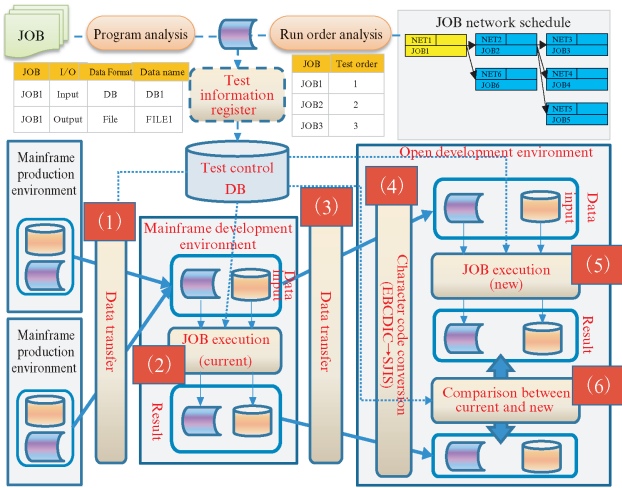 JOB
Program analysis
Run order analysis
JOB network schedule
NET1
JOB1
NET2
JOB2
NET3
JOB3
NET6
JOB6
NET4
JOB4
NET5
JOB5
JOB I/O Data Format Data name
JOB1 Input DB DB1
JOB1 Output File FILE1
Test
information
register
JOB Test order
JOB1 1
JOB2 2
JOB3 3
Test control
DB
Mainframe
production
environment
Mainframe
production
environment
(1)
Data transfer
Mainframe development
environment
Data
input
JOB execution
(current)
(2)
Result
(3)
Data transfer
(4)
Character code conversion
(EBCDIC→SJIS)
Open development environment
Data
input
JOB execution
(new)
(5)
Result
(6)
Comparison between
current and new